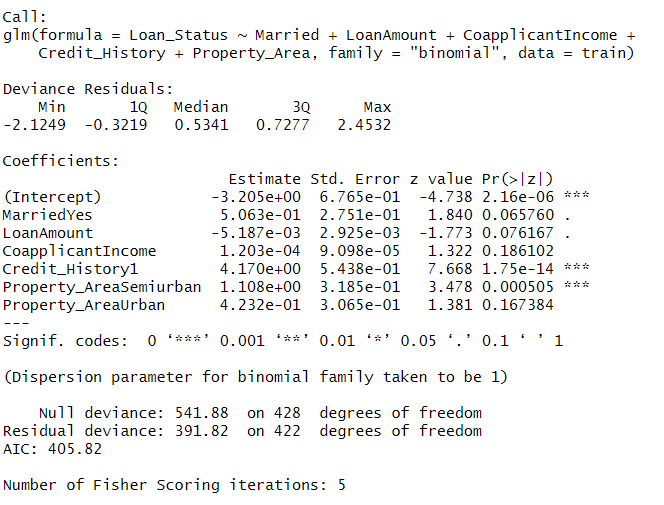 Call:
glm(formula = Loan_Status ~ Married + LoanAmount + CoapplicantIncome +
    Credit_History + Property_Area, family = "binomial", data = train)

Deviance Residuals:
    Min       1Q   Median       3Q      Max
-2.1249  -0.3219   0.5341   0.7277   2.4532

Coefficients:
                         Estimate Std. Error z value Pr(>|z|)
(Intercept)            -3.205e+00  6.765e-01  -4.738 2.16e-06 ***
MarriedYes              5.063e-01  2.751e-01   1.840 0.065760 .
LoanAmount             -5.187e-03  2.925e-03  -1.773 0.076167 .
CoapplicantIncome       1.203e-04  9.098e-05   1.322 0.186102
Credit_History1         4.170e+00  5.438e-01   7.668 1.75e-14 ***
Property_AreaSemiurban  1.108e+00  3.185e-01   3.478 0.000505 ***
Property_AreaUrban      4.232e-01  3.065e-01   1.381 0.167384
---
Signif. codes:  0 ‘***’ 0.001 ‘**’ 0.01 ‘*’ 0.05 ‘.’ 0.1 ‘ ’ 1

(Dispersion parameter for binomial family taken to be 1)

    Null deviance: 541.88  on 428  degrees of freedom
Residual deviance: 391.82  on 422  degrees of freedom
AIC: 405.82

Number of Fisher Scoring iterations: 5